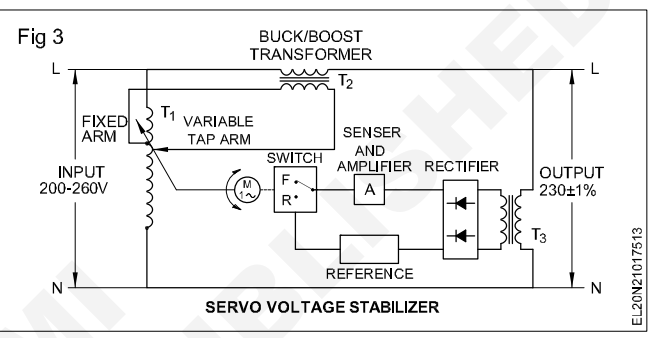 Fig 3
BUCK/BOOST
TRANSFORMER
L
L
T2
T1
FIXED
ARM
VARIABLE
TAP ARM
SENSER
AND
AMPLIFIER
SWITCH
RECTIFIER
INPUT
200-260V
M
1~
F
R
A
OUTPUT
230±1%
T3
REFERENCE
N
N
SERVO VOLTAGE STABILIZER
EL20N21017513